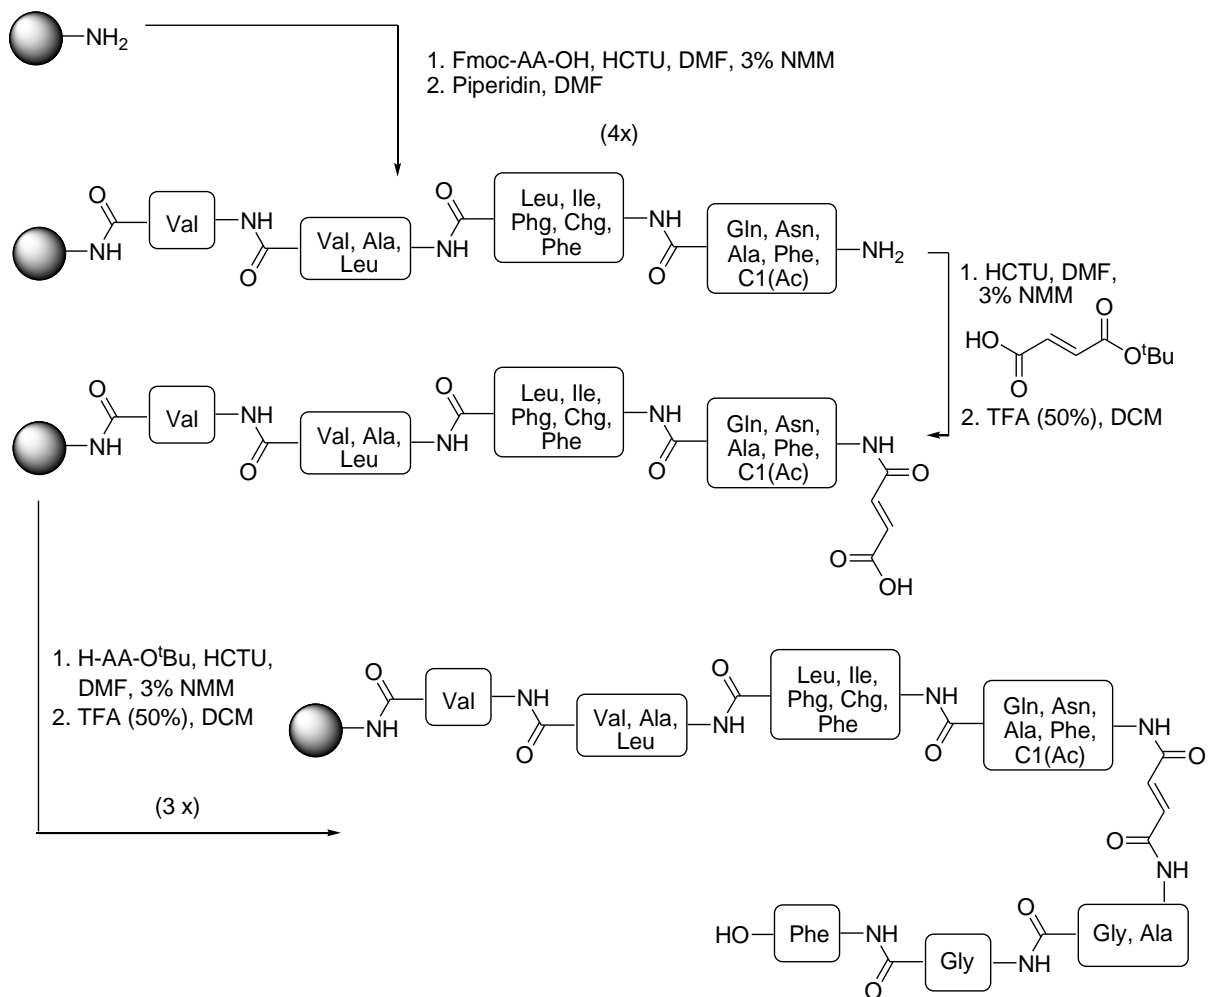 NH2
1. Fmoc-AA-OH, HCTU, DMF, 3% NMM
2. Piperidin, DMF
(4x)
O
Val
NH
NH
O
Val, Ala,
Leu
NH
O
Leu, Ile,
Phg, Chg,
Phe
NH
O
Gln, Asn,
Ala, Phe,
C1(Ac)
NH2
1. HCTU, DMF,
3% NMM
HO
O
O
OtBu
2. TFA (50%), DCM
O
Val
NH
NH
O
Val, Ala,
Leu
NH
O
Leu, Ile,
Phg, Chg,
Phe
NH
O
Gln, Asn,
Ala, Phe,
C1(Ac)
NH
O
O
OH
1. H-AA-OtBu, HCTU,
DMF, 3% NMM
2. TFA (50%), DCM
(3 x)
O
Val
NH
NH
O
Val, Ala,
Leu
NH
O
Leu, Ile,
Phg, Chg,
Phe
NH
O
Gln, Asn,
Ala, Phe,
C1(Ac)
NH
O
O
NH
HO
Phe
NH
O
Gly
NH
O
Gly, Ala